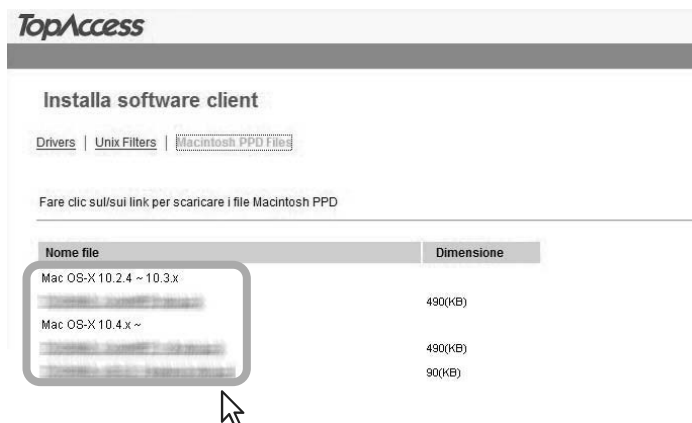 TopAccess
Installa software client
Drivers | Unix Filters | Macintosh PPD Files
Fare clic sul/sui link per scaricare i file Macintosh PPD
Nome file Dimensione
Mac OS-X 10.2.4 ~ 10.3.x
490(KB)
Mac OS-X 10.4.x ~
490(KB)
90(KB)